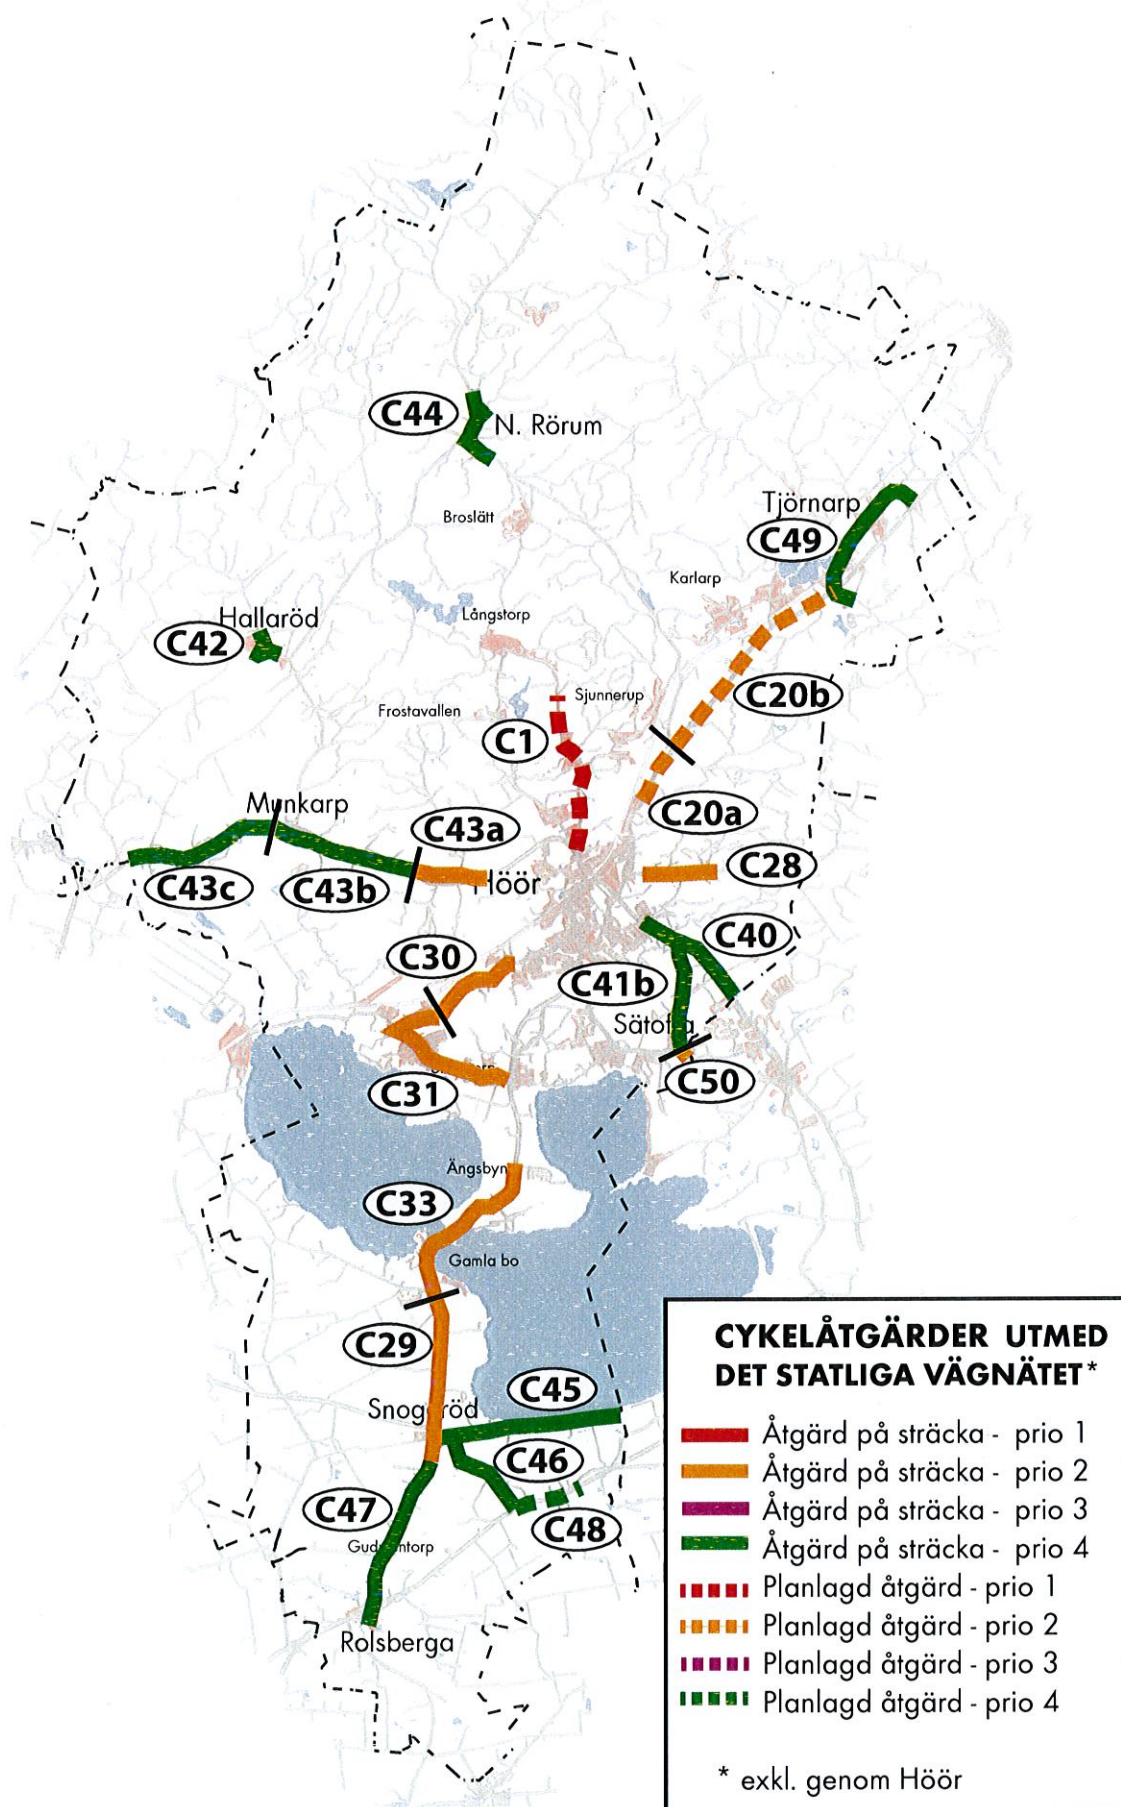 C44
N. Rörum
Tjörnarp
C49
Broslätt
Karlarp
Hallaröd
C42
Långstorp
C20b
Sjunnerup
Frostavallen
C1
Munkarp
C20a
C43a
C28
C43c
C43b
Höör
C40
C30
C41b
C50
C31
Ängsbyn
C33
Gamla bo
C29
C45
C46
C47
C48
Rolsberga
CYKELÅTGÄRDER UTMED
DET STATLIGA VÄGNÄTET*
Åtgärd på sträcka - prio 1
Åtgärd på sträcka - prio 2
Åtgärd på sträcka - prio 3
Åtgärd på sträcka - prio 4
Planlagd åtgärd - prio 1
Planlagd åtgärd - prio 2
Planlagd åtgärd - prio 3
Planlagd åtgärd - prio 4
* exkl. genom Höör